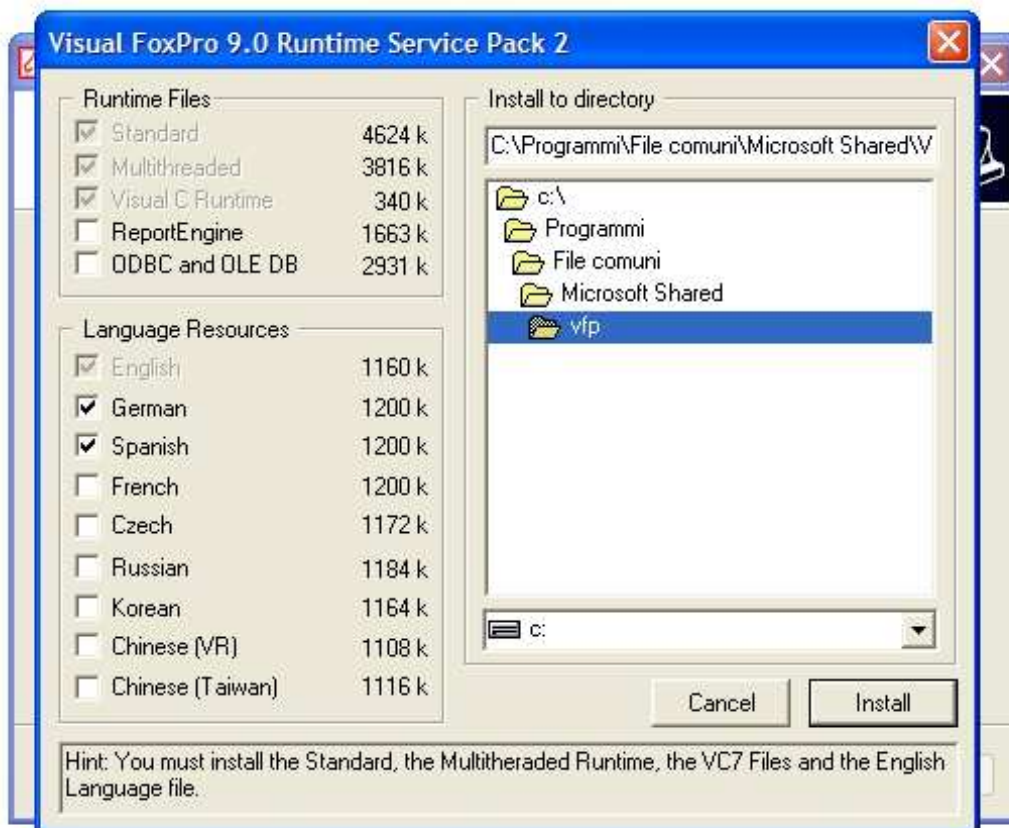 Visual FoxPro 9.0 Runtime Service Pack 2
Runtime Files
Standard 4624 k
Multithreaded 3816 k
Visual C Runtime 340 k
ReportEngine 1663 k
ODBC and OLE DB 2931 k
Language Resources
English 1160 k
German 1200 k
Spanish 1200 k
French 1200 k
Czech 1172 k
Russian 1184 k
Korean 1164 k
Chinese (VR) 1108 k
Chinese (Taiwan) 1116 k
Install to directory
C:\Programmi\File comuni\Microsoft Shared\V
c:\
Programmi
File comuni
Microsoft Shared
vfp
c:
Cancel
Install
Hint: You must install the Standard, the Multitheraded Runtime, the VC7 Files and the English
Language file.